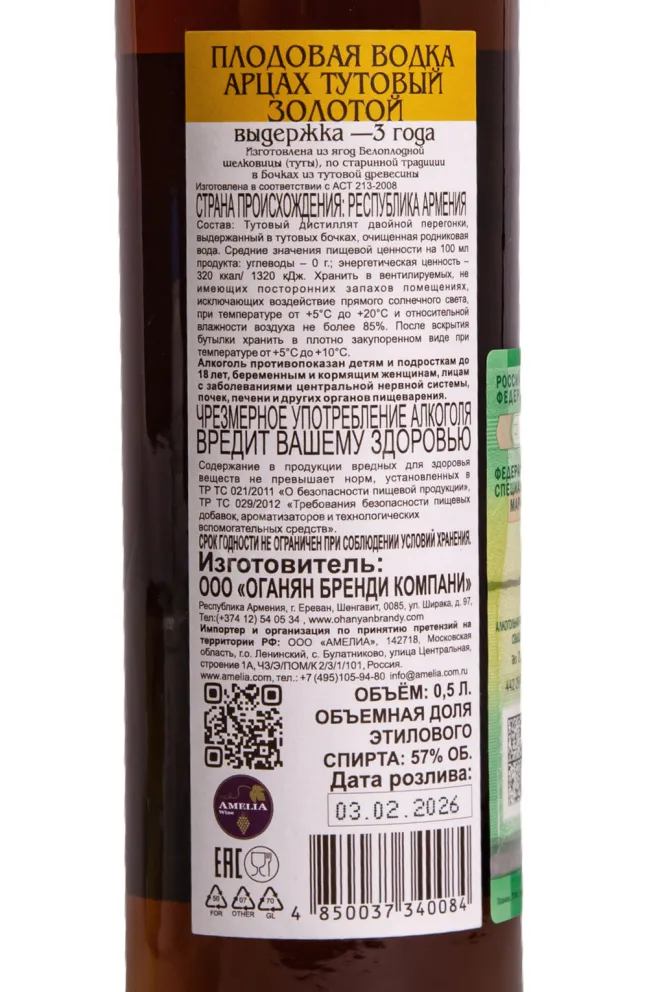 ПЛОДОВАЯ ВОДКА
АРЦАХ ТУТОВЫЙ
ЗОЛОТОЙ
выдержка —3 года
Изготовлена из ягод Белоплодной
шелковицы (туты), по старинной традиции
в Бочках из тутовой древесины
Изготовлена в соответствии с АСТ 213-2008
СТРАНА ПРОИСХОЖДЕНИЯ: РЕСПУБЛИКА АРМЕНИЯ
Состав: Тутовый дистиллят двойной перегонки,
выдержанный в тутовых бочках, очищенная родниковая
вода. Средние значения пищевой ценности на 100 мл
продукта: углеводы – 0 г.; энергетическая ценность –
320 ккал/ 1320 кДж. Хранить в вентилируемых, не
имеющих посторонних запахов помещениях,
исключающих воздействие прямого солнечного света,
при температуре от +5°С до +20°С и относительной
влажности воздуха не более 85%. После вскрытия
бутылки хранить в плотно закупоренном виде при
температуре от +5°С до +10°С.
Алкоголь противопоказан детям и подросткам до
18 лет, беременным и кормящим женщинам, лицам
с заболеваниями центральной нервной системы,
почек, печени и других органов пищеварения.
ЧРЕЗМЕРНОЕ УПОТРЕБЛЕНИЕ АЛКОГОЛЯ
ВРЕДИТ ВАШЕМУ ЗДОРОВЬЮ
Содержание в продукции вредных для здоровья
веществ не превышает норм, установленных в
ТР ТС 021/2011 «О безопасности пищевой продукции»,
ТР ТС 029/2012 «Требования безопасности пищевых
добавок, ароматизаторов и технологических
вспомогательных средств».
СРОК ГОДНОСТИ НЕ ОГРАНИЧЕН ПРИ СОБЛЮДЕНИИ УСЛОВИЙ ХРАНЕНИЯ.
Изготовитель:
ООО «ОГАНЯН БРЕНДИ КОМПАНИ»
Республика Армения, г. Ереван, Шенгавит, 0085, ул. Ширака, д. 97,
Тел.:(+374 12) 54 05 34 , www.ohanyanbrandy.com
Импортер и организация по принятию претензий на
территории РФ: ООО «АМЕЛИА», 142718, Московская
область, г.о. Ленинский, с. Булатниково, улица Центральная,
строение 1А, ЧЗ/Э/ПОМ/К 2/3/1/101, Россия.
www.amelia.com.ru, тел.: +7 (495)105-94-80 info@amelia.com.ru
ОБЪЁМ: 0,5 Л.
ОБЪЕМНАЯ ДОЛЯ
ЭТИЛОВОГО
СПИРТА: 57% ОБ.
Дата розлива:
03.02.2026
AMELIA
Wine
EAC
FOR
07
OTHER
70
GL
4 850037 340084